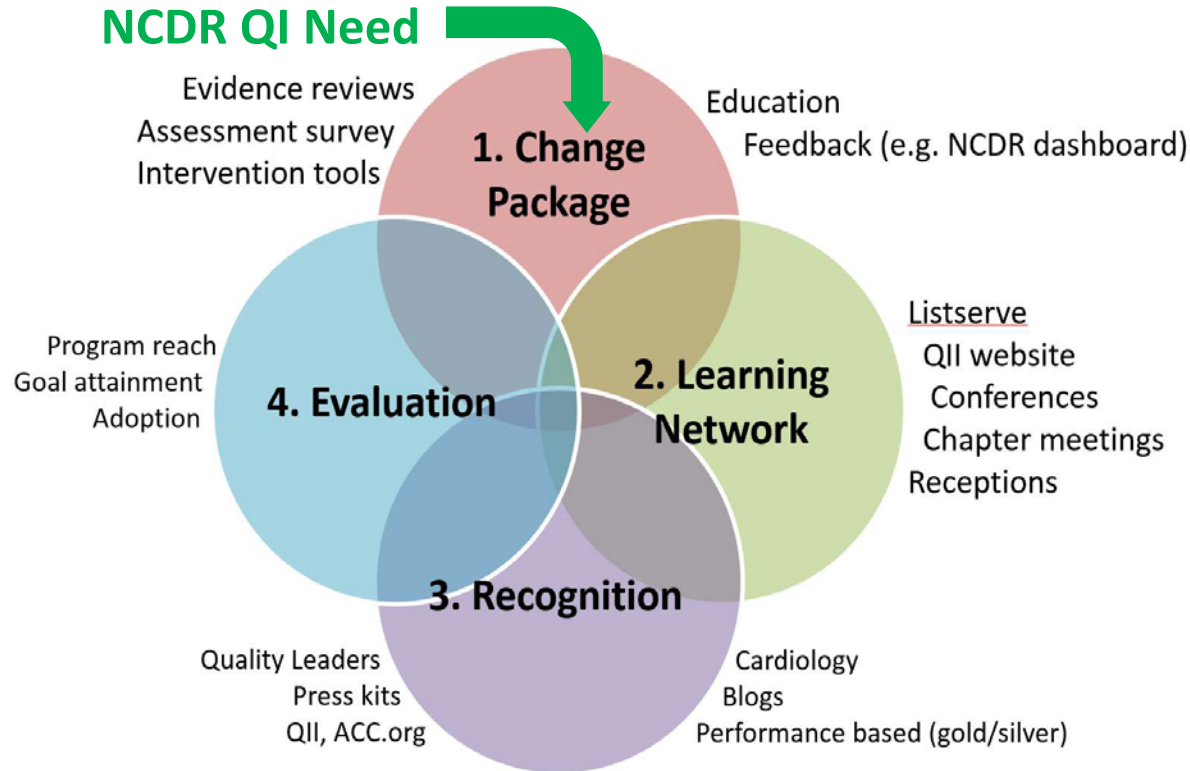 NCDR QI Need
Evidence reviews
Assessment survey
Intervention tools
Education
Feedback (e.g. NCDR dashboard)
1. Change
Package
Listserve
QII website
Conferences
Chapter meetings
Receptions
2. Learning
Network
Program reach
Goal attainment
Adoption
4. Evaluation
3. Recognition
Quality Leaders
Press kits
QII, ACC.org
Cardiology
Blogs
Performance based (gold/silver)